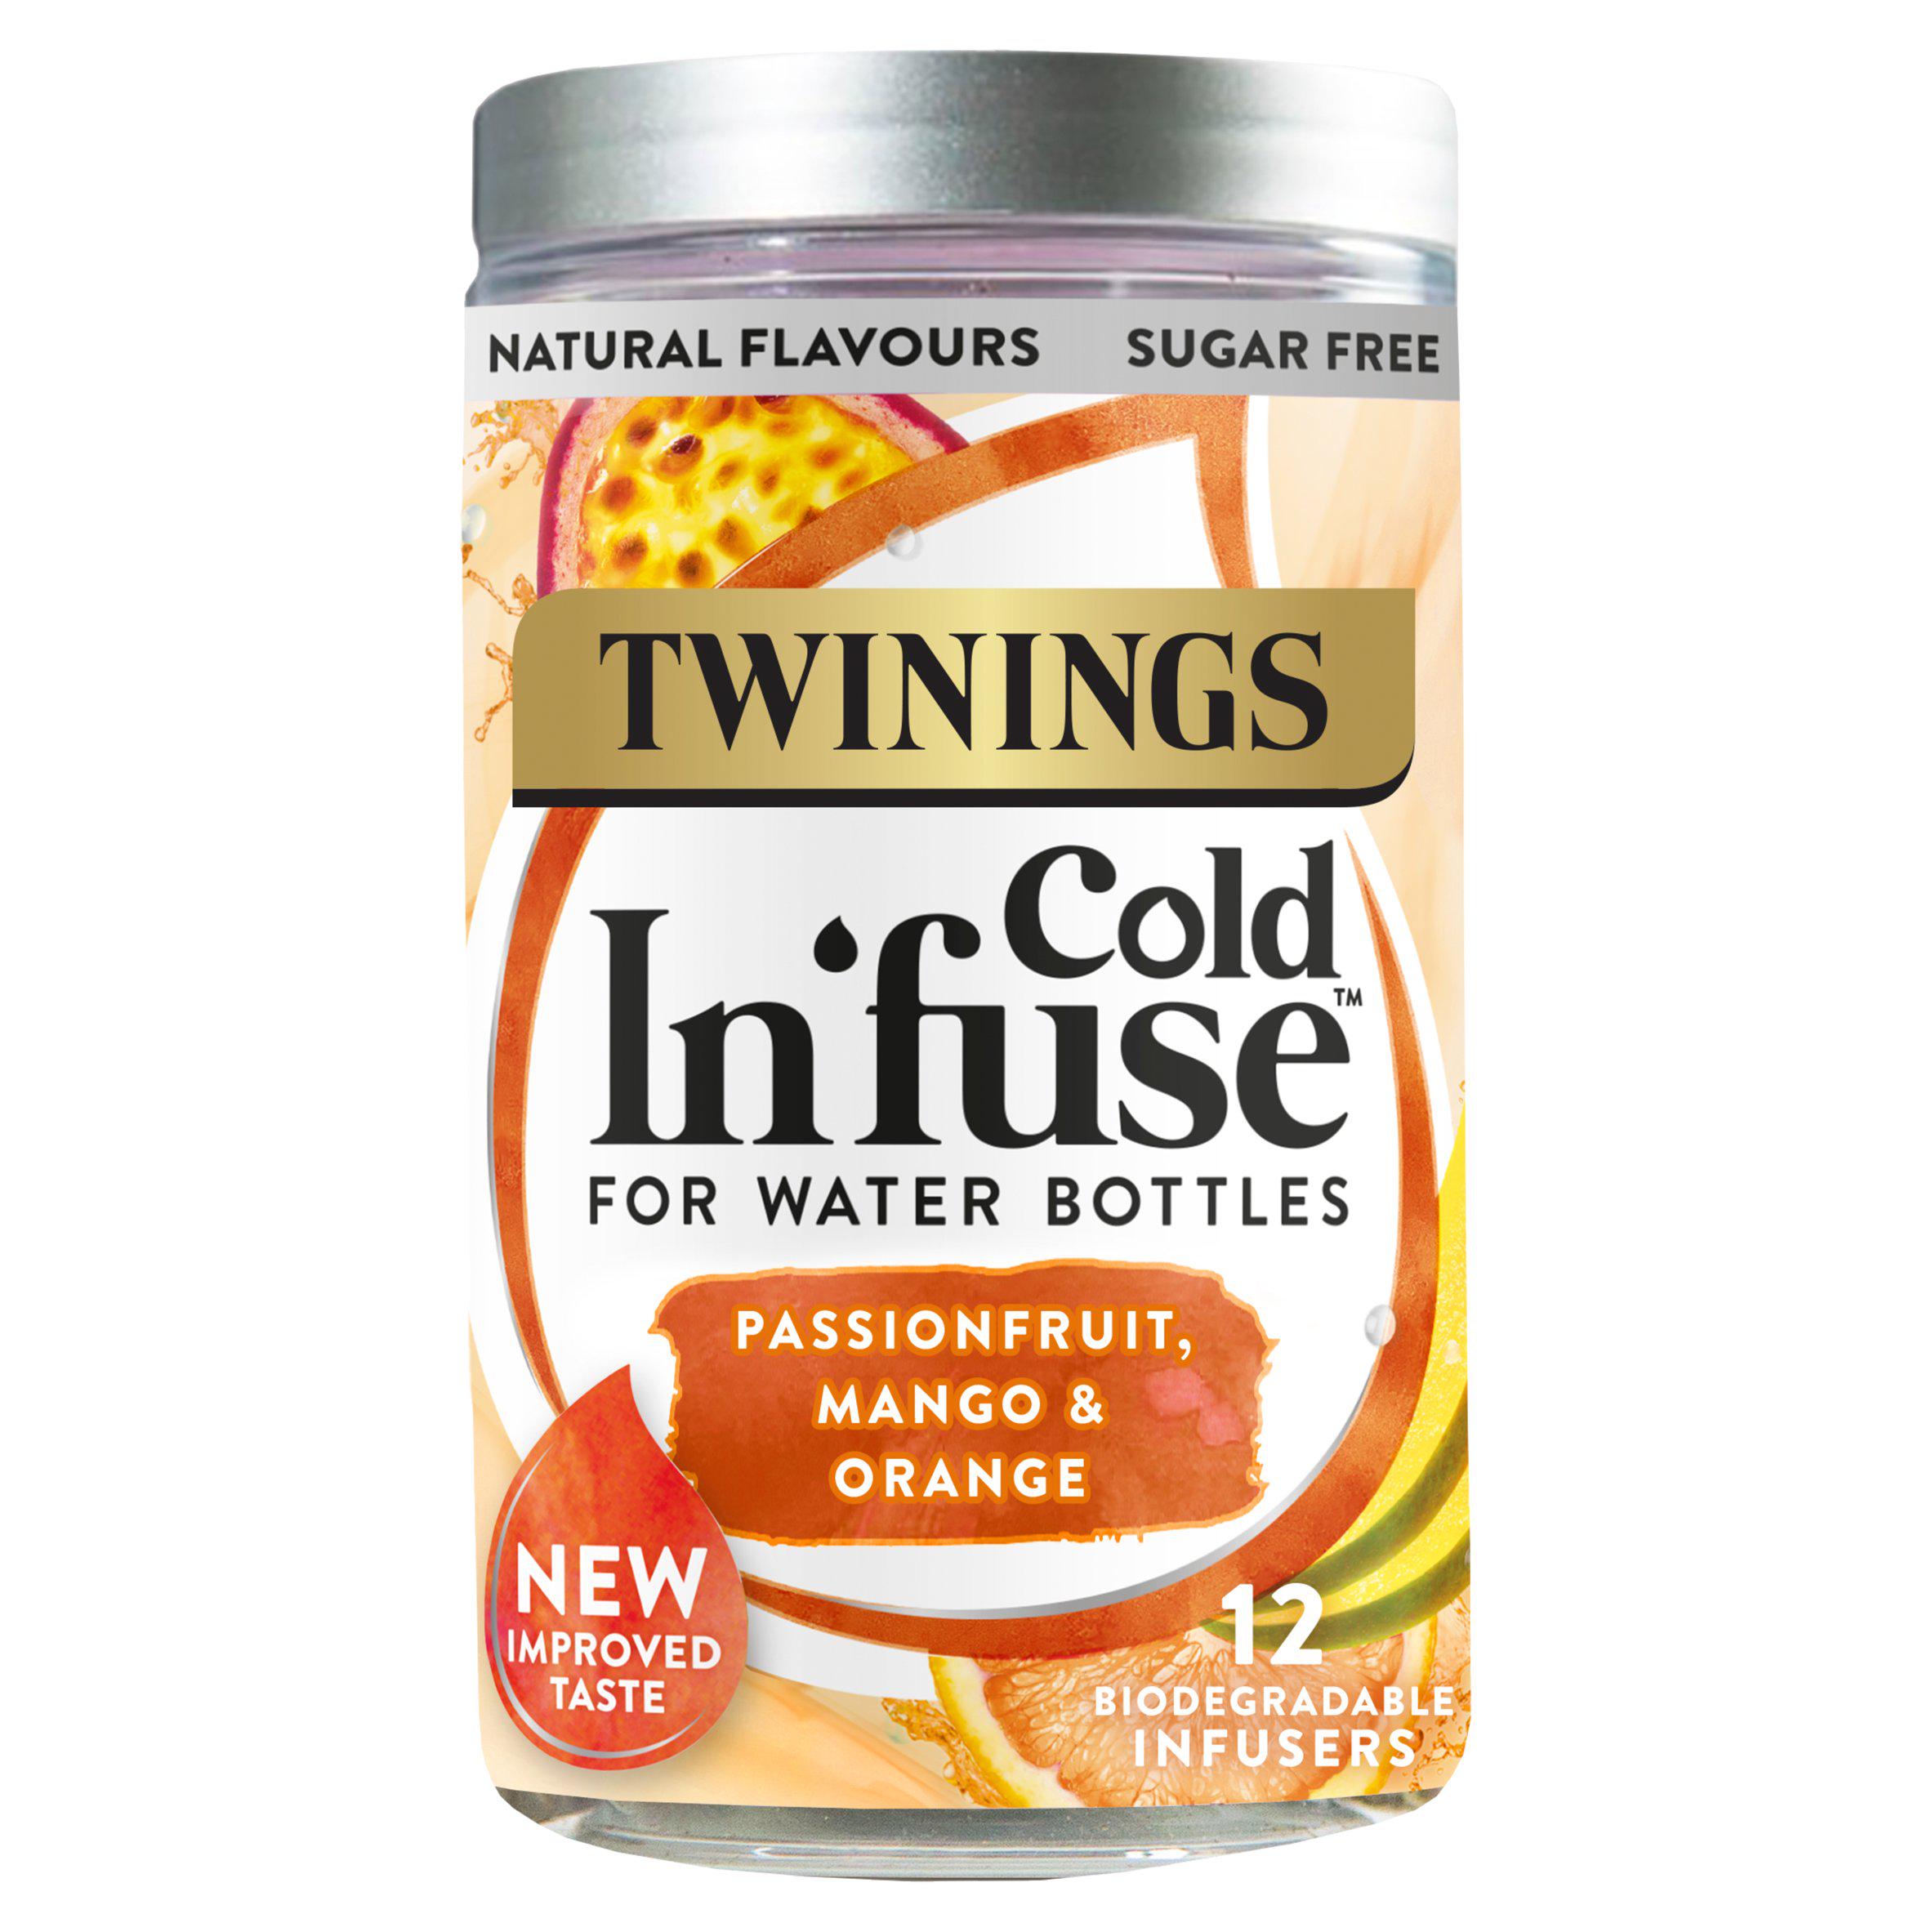 NATURAL FLAVOURS SUGAR FREE
TWININGS
Cold
In'fuse™
FOR WATER BOTTLES
PASSIONFRUIT,
MANGO &
ORANGE
NEW
IMPROVED
TASTE
12
BIODEGRADABLE
INFUSERS